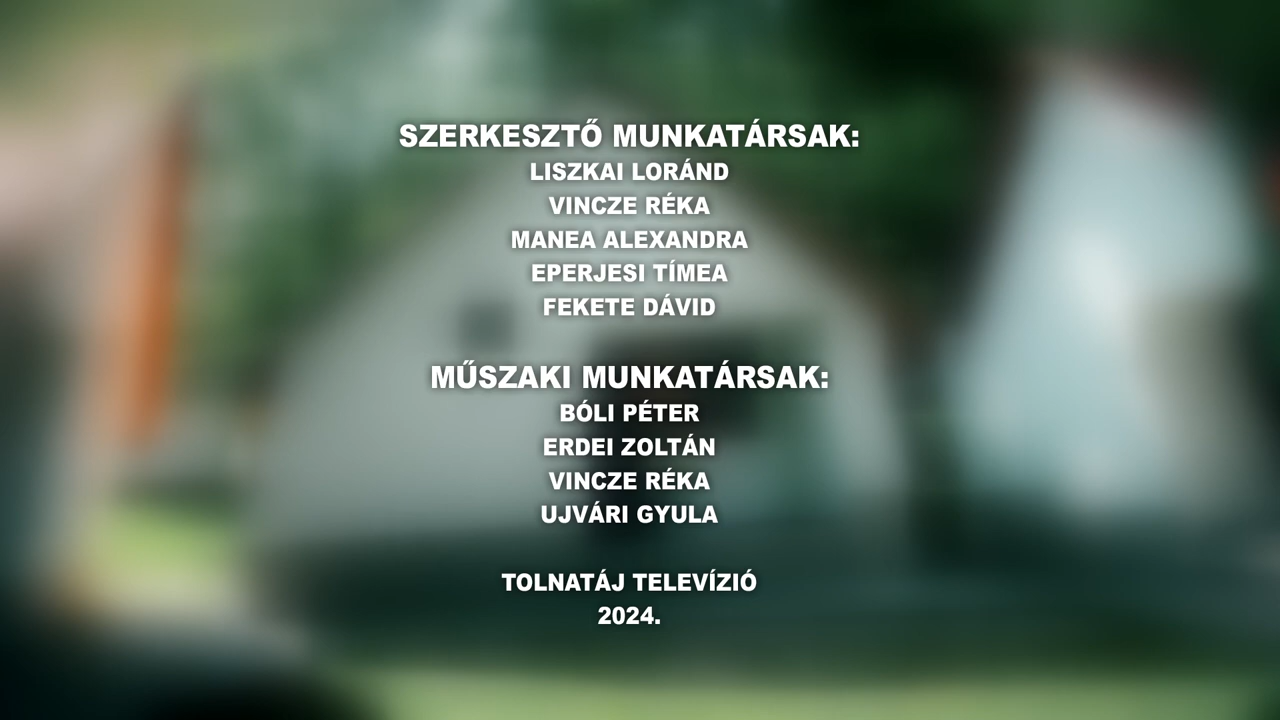 SZERKESZTŐ MUNKATÁRSAK:
LISZKAI LORÁND
VINCZE RÉKA
MANEA ALEXANDRA
EPERJESI TÍMEA
FEKETE DÁVID
MŰSZAKI MUNKATÁRSAK:
BÓLI PÉTER
ERDEI ZOLTÁN
VINCZE RÉKA
UJVÁRI GYULA
TOLNATÁJ TELEVÍZIÓ
2024.